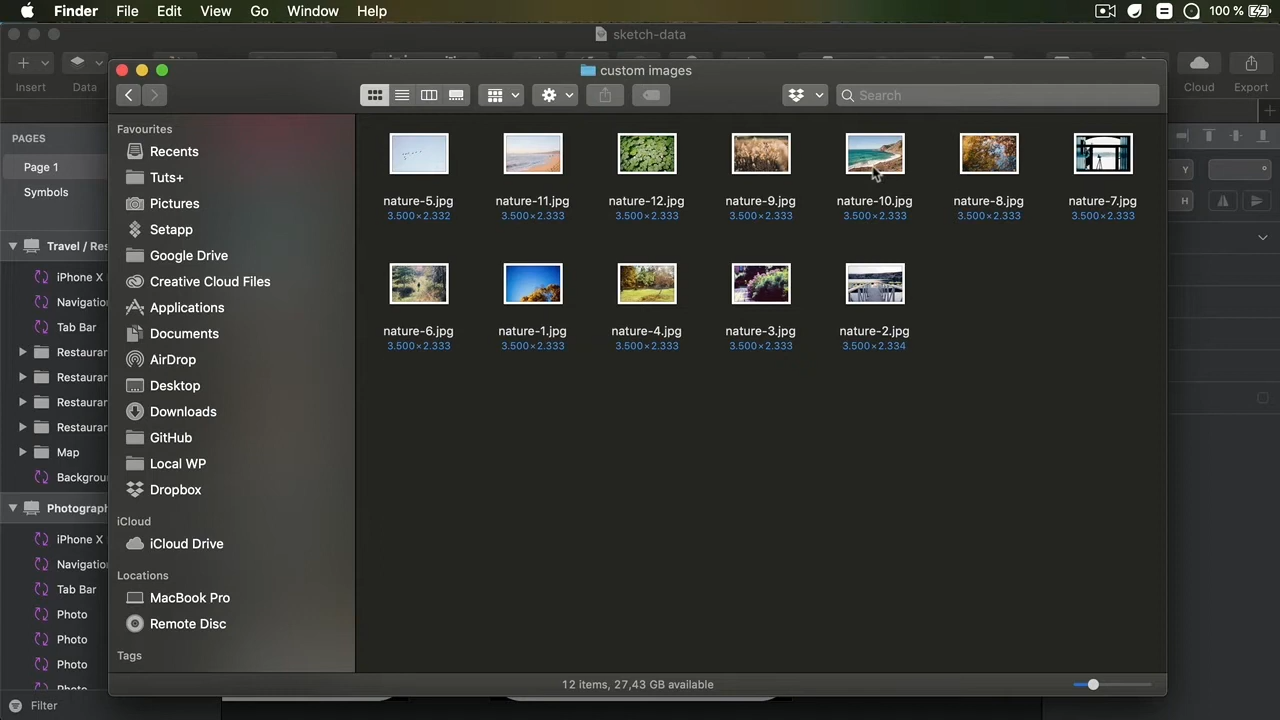 Finder File Edit View Go Window Help 100 %
sketch-data
Insert Data Cloud Export
custom images
Search
PAGES
Page 1
Symbols
Travel / Res
iPhone X
Navigation
Tab Bar
Restauran
Restauran
Restauran
Restauran
Map
Backgrou
Photograph
iPhone X
Navigation
Tab Bar
Photo
Photo
Photo
Photo
Filter
Favourites
Recents
Tuts+
Pictures
Setapp
Google Drive
Creative Cloud Files
Applications
Documents
AirDrop
Desktop
Downloads
GitHub
Local WP
Dropbox
iCloud
iCloud Drive
Locations
MacBook Pro
Remote Disc
Tags
nature-5.jpg nature-11.jpg nature-12.jpg nature-9.jpg nature-10.jpg nature-8.jpg nature-7.jpg
3.500×2.332 3.500×2.333 3.500×2.333 3.500×2.333 3.500×2.333 3.500×2.333 3.500×2.333
nature-6.jpg nature-1.jpg nature-4.jpg nature-3.jpg nature-2.jpg
3.500×2.333 3.500×2.333 3.500×2.333 3.500×2.333 3.500×2.334
12 items, 27,43 GB available
Y
°
H